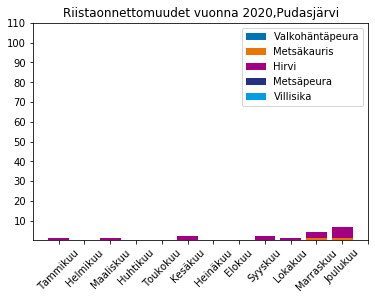 Riistaonnettomuudet vuonna 2020,Pudasjärvi
110
100
90
80
70
60
50
40
30
20
10
Valkohäntäpeura
Metsäkauris
Hirvi
Metsäpeura
Villisika
Tammikuu
Helmikuu
Maaliskuu
Huhtikuu
Toukokuu
Kesäkuu
Heinäkuu
Elokuu
Syyskuu
Lokakuu
Marraskuu
Joulukuu